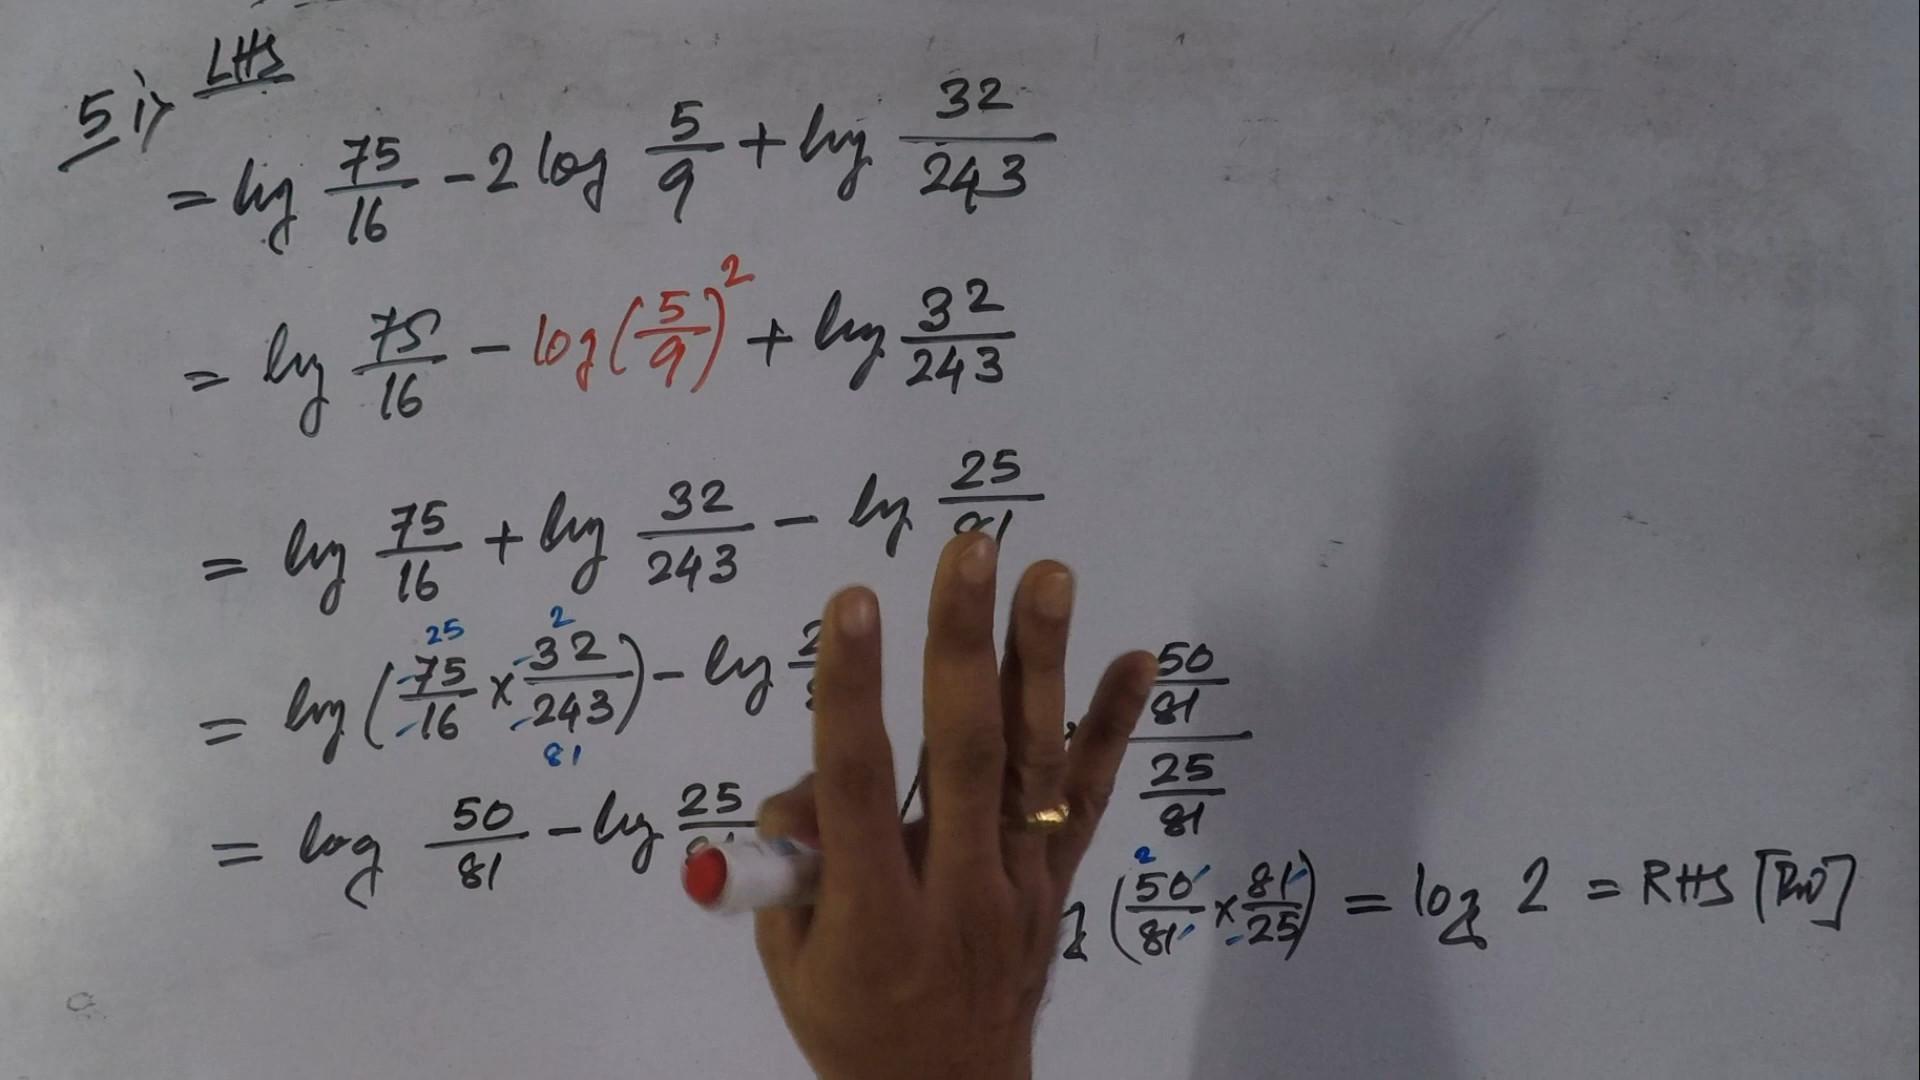 5 i) LHS
= log 75/16 - 2 log 5/9 + log 32/243
= log 75/16 - log (5/9)² + log 32/243
= log 75/16 + log 32/243 - log 25/81
25 2
= log (75/16 × 32/243) - log 2
81
50/81
25/81
= log 50/81 - log 25
2
(50/81 × 81/25) = log 2 = RHS